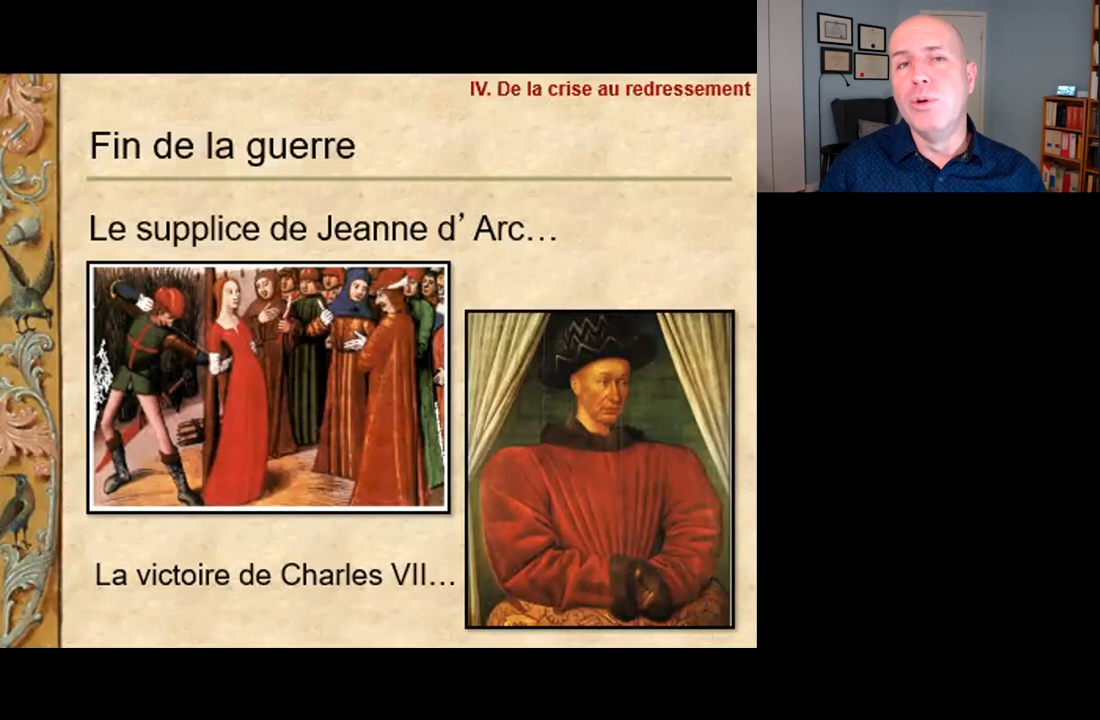 IV. De la crise au redressement
Fin de la guerre
Le supplice de Jeanne d’ Arc…
La victoire de Charles VII…